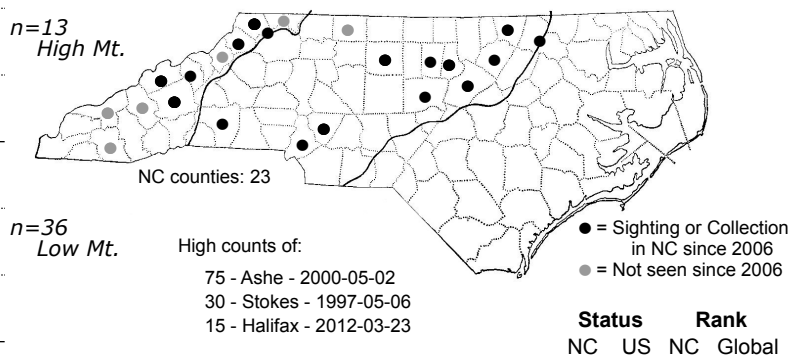 n=13
High Mt.
NC counties: 23
n=36
Low Mt.
High counts of:
75 - Ashe - 2000-05-02
30 - Stokes - 1997-05-06
15 - Halifax - 2012-03-23
● = Sighting or Collection
in NC since 2006
● = Not seen since 2006
Status Rank
NC US NC Global